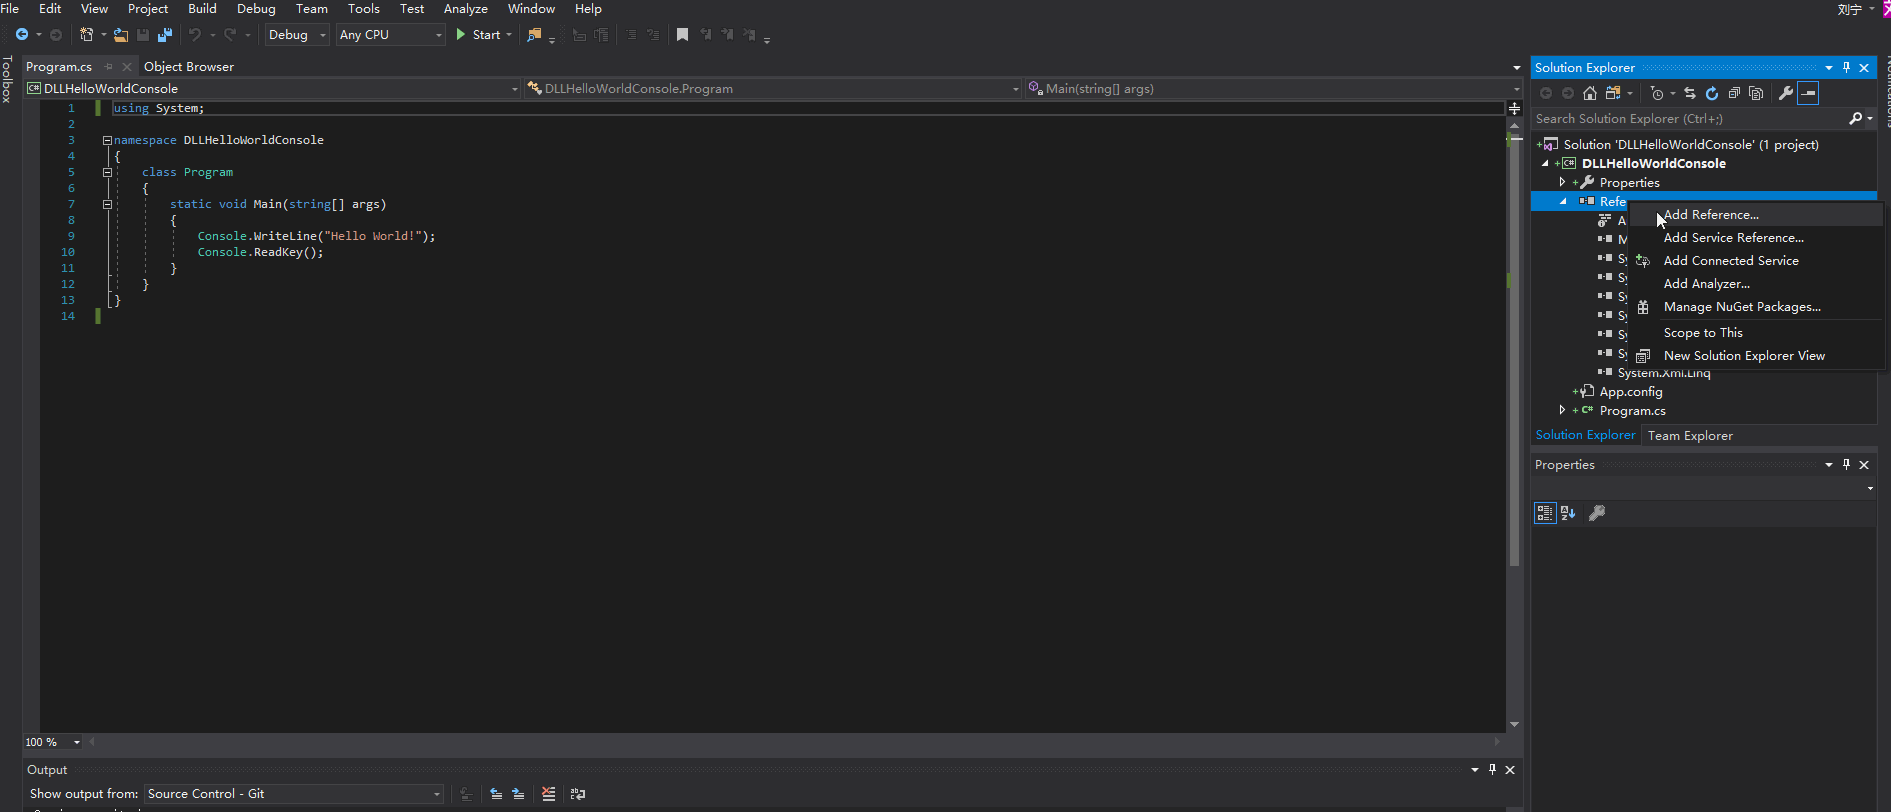 File Edit View Project Build Debug Team Tools Test Analyze Window Help
刘宁
Debug Any CPU Start
Toolbox
Program.cs Object Browser
DLLHelloWorldConsole DLLHelloWorldConsole.Program Main(string[] args)
1 using System;
2
3 namespace DLLHelloWorldConsole
4 {
5 class Program
6 {
7 static void Main(string[] args)
8 {
9 Console.WriteLine("Hello World!");
10 Console.ReadKey();
11 }
12 }
13 }
14
100 %
Output
Show output from: Source Control - Git
Solution Explorer
Search Solution Explorer (Ctrl+;)
Solution 'DLLHelloWorldConsole' (1 project)
DLLHelloWorldConsole
Properties
Refe
A
M
Sy
Sy
Sy
Sy
Sy
Sy
System.Xml.Linq
App.config
Program.cs
Add Reference...
Add Service Reference...
Add Connected Service
Add Analyzer...
Manage NuGet Packages...
Scope to This
New Solution Explorer View
Solution Explorer Team Explorer
Properties